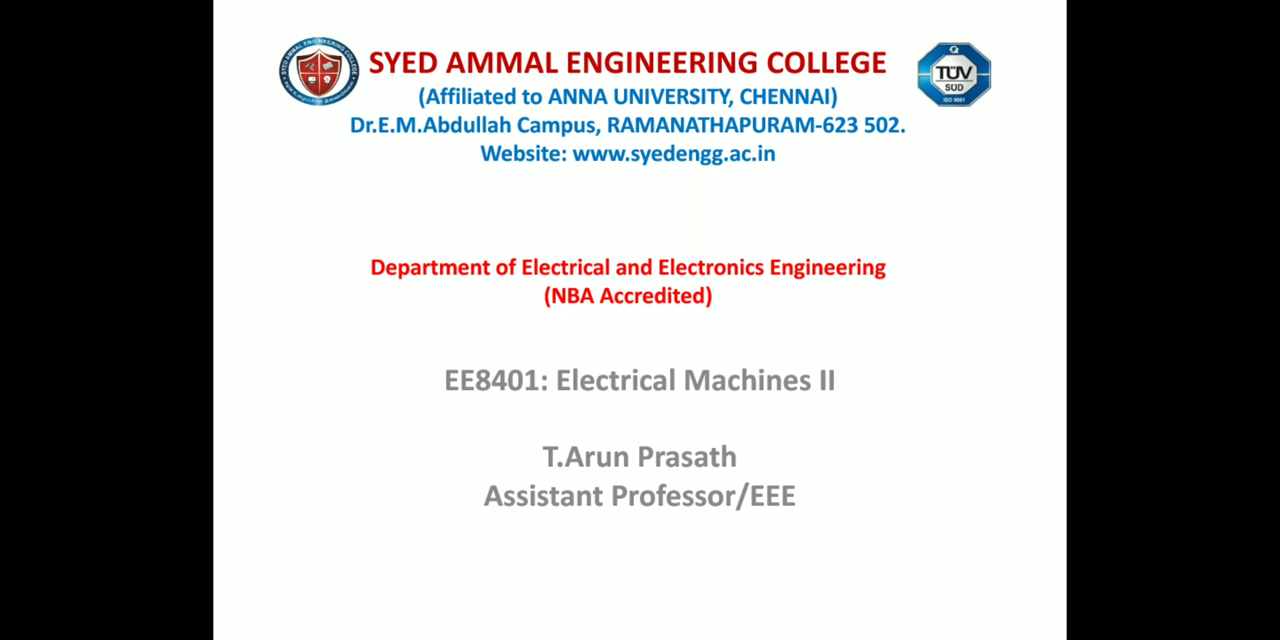 SYED AMMAL ENGINEERING COLLEGE
(Affiliated to ANNA UNIVERSITY, CHENNAI)
Dr.E.M.Abdullah Campus, RAMANATHAPURAM-623 502.
Website: www.syedengg.ac.in
Q
TÜV
SÜD
ISO 9001
Department of Electrical and Electronics Engineering
(NBA Accredited)
EE8401: Electrical Machines II
T.Arun Prasath
Assistant Professor/EEE